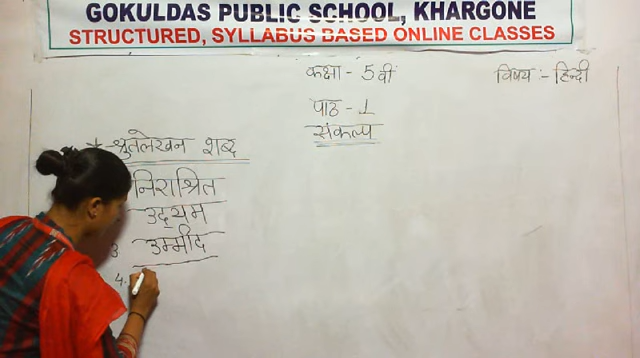 GOKULDAS PUBLIC SCHOOL, KHARGONE
STRUCTURED, SYLLABUS BASED ONLINE CLASSES
कक्षा - 5 वीं
विषय :- हिन्दी
पाठ - 1
संकल्प
* श्रुतलेखन शब्द
निराश्रित
उद्यम
3. उम्मीद
4.